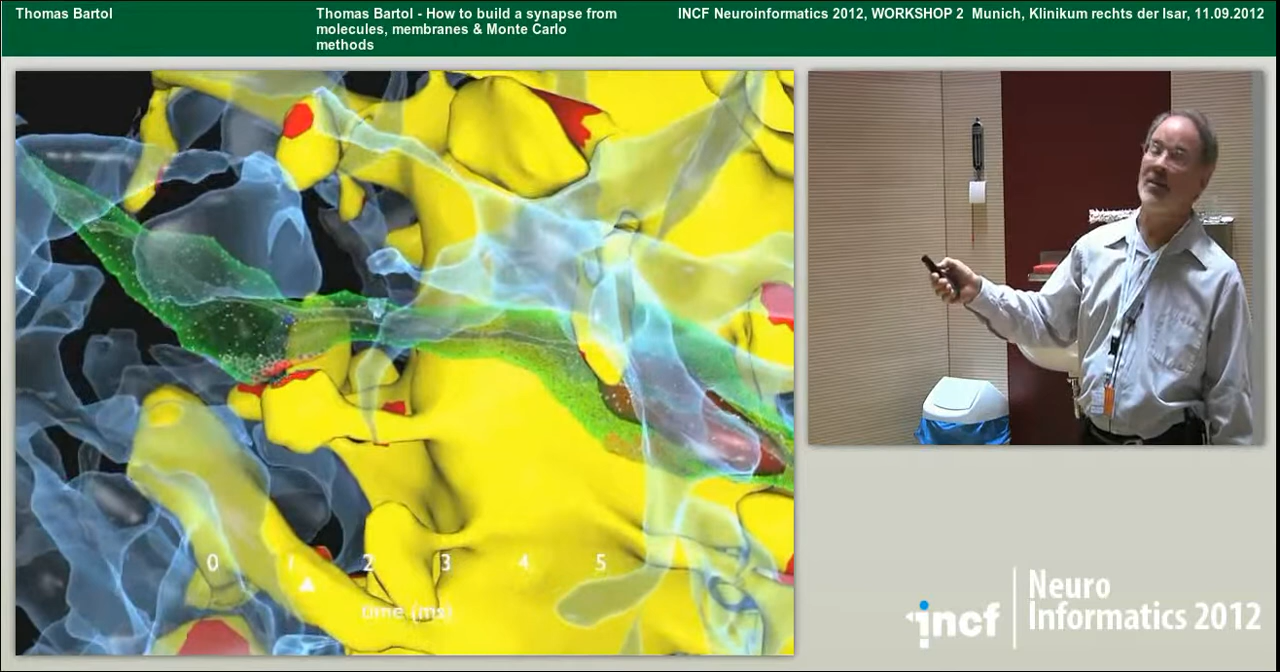 Thomas Bartol
Thomas Bartol - How to build a synapse from
molecules, membranes & Monte Carlo
methods
INCF Neuroinformatics 2012, WORKSHOP 2  Munich, Klinikum rechts der Isar, 11.09.2012
0 1 2 3 4 5
time (ms)
incf
Neuro
Informatics 2012